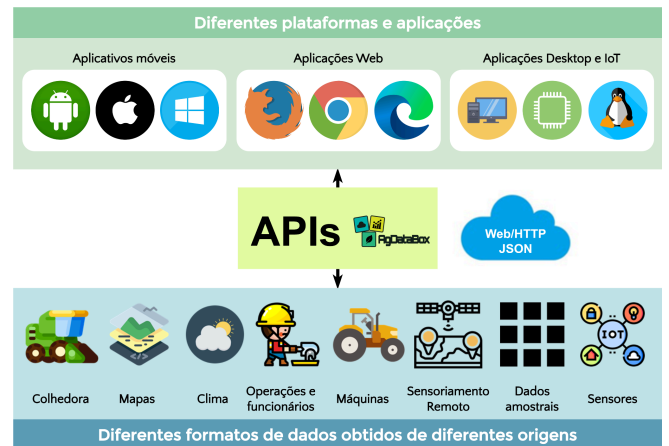 Diferentes plataformas e aplicações
Aplicativos móveis
Aplicações Web
Aplicações Desktop e IoT
APIs
AgDataBox
Web/HTTP
JSON
IOT
Colhedora
Mapas
Clima
Operações e
funcionários
Máquinas
Sensoriamento
Remoto
Dados
amostrais
Sensores
Diferentes formatos de dados obtidos de diferentes origens